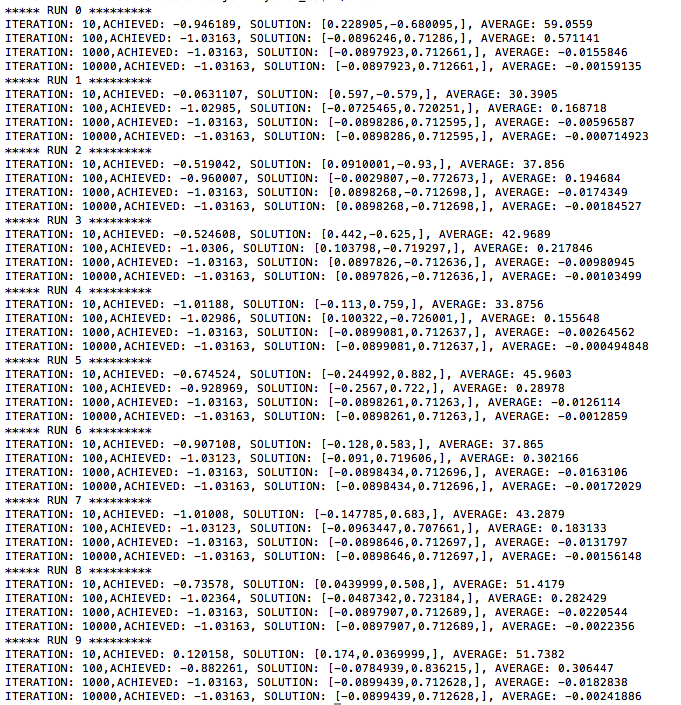 ***** RUN 0 *********
ITERATION: 10,ACHIEVED: -0.946189, SOLUTION: [0.228905,-0.680095,], AVERAGE: 59.0559
ITERATION: 100,ACHIEVED: -1.03163, SOLUTION: [-0.0896246,0.71286,], AVERAGE: 0.571141
ITERATION: 1000,ACHIEVED: -1.03163, SOLUTION: [-0.0897923,0.712661,], AVERAGE: -0.0155846
ITERATION: 10000,ACHIEVED: -1.03163, SOLUTION: [-0.0897923,0.712661,], AVERAGE: -0.00159135
***** RUN 1 *********
ITERATION: 10,ACHIEVED: -0.0631107, SOLUTION: [0.597,-0.579,], AVERAGE: 30.3905
ITERATION: 100,ACHIEVED: -1.02985, SOLUTION: [-0.0725465,0.720251,], AVERAGE: 0.168718
ITERATION: 1000,ACHIEVED: -1.03163, SOLUTION: [-0.0898286,0.712595,], AVERAGE: -0.00596587
ITERATION: 10000,ACHIEVED: -1.03163, SOLUTION: [-0.0898286,0.712595,], AVERAGE: -0.000714923
***** RUN 2 *********
ITERATION: 10,ACHIEVED: -0.519042, SOLUTION: [0.0910001,-0.93,], AVERAGE: 37.856
ITERATION: 100,ACHIEVED: -0.960007, SOLUTION: [-0.0029807,-0.772673,], AVERAGE: 0.194684
ITERATION: 1000,ACHIEVED: -1.03163, SOLUTION: [0.0898268,-0.712698,], AVERAGE: -0.0174349
ITERATION: 10000,ACHIEVED: -1.03163, SOLUTION: [0.0898268,-0.712698,], AVERAGE: -0.00184527
***** RUN 3 *********
ITERATION: 10,ACHIEVED: -0.524608, SOLUTION: [0.442,-0.625,], AVERAGE: 42.9689
ITERATION: 100,ACHIEVED: -1.0306, SOLUTION: [0.103798,-0.719297,], AVERAGE: 0.217846
ITERATION: 1000,ACHIEVED: -1.03163, SOLUTION: [0.0897826,-0.712636,], AVERAGE: -0.00980945
ITERATION: 10000,ACHIEVED: -1.03163, SOLUTION: [0.0897826,-0.712636,], AVERAGE: -0.00103499
***** RUN 4 *********
ITERATION: 10,ACHIEVED: -1.01188, SOLUTION: [-0.113,0.759,], AVERAGE: 33.8756
ITERATION: 100,ACHIEVED: -1.02986, SOLUTION: [0.100322,-0.726001,], AVERAGE: 0.155648
ITERATION: 1000,ACHIEVED: -1.03163, SOLUTION: [-0.0899081,0.712637,], AVERAGE: -0.00264562
ITERATION: 10000,ACHIEVED: -1.03163, SOLUTION: [-0.0899081,0.712637,], AVERAGE: -0.000494848
***** RUN 5 *********
ITERATION: 10,ACHIEVED: -0.674524, SOLUTION: [-0.244992,0.882,], AVERAGE: 45.9603
ITERATION: 100,ACHIEVED: -0.928969, SOLUTION: [-0.2567,0.722,], AVERAGE: 0.28978
ITERATION: 1000,ACHIEVED: -1.03163, SOLUTION: [-0.0898261,0.71263,], AVERAGE: -0.0126114
ITERATION: 10000,ACHIEVED: -1.03163, SOLUTION: [-0.0898261,0.71263,], AVERAGE: -0.0012859
***** RUN 6 *********
ITERATION: 10,ACHIEVED: -0.907108, SOLUTION: [-0.128,0.583,], AVERAGE: 37.865
ITERATION: 100,ACHIEVED: -1.03123, SOLUTION: [-0.091,0.719606,], AVERAGE: 0.302166
ITERATION: 1000,ACHIEVED: -1.03163, SOLUTION: [-0.0898434,0.712696,], AVERAGE: -0.0163106
ITERATION: 10000,ACHIEVED: -1.03163, SOLUTION: [-0.0898434,0.712696,], AVERAGE: -0.00172029
***** RUN 7 *********
ITERATION: 10,ACHIEVED: -1.01008, SOLUTION: [-0.147785,0.683,], AVERAGE: 43.2879
ITERATION: 100,ACHIEVED: -1.03123, SOLUTION: [-0.0963447,0.707661,], AVERAGE: 0.183133
ITERATION: 1000,ACHIEVED: -1.03163, SOLUTION: [-0.0898646,0.712697,], AVERAGE: -0.0131797
ITERATION: 10000,ACHIEVED: -1.03163, SOLUTION: [-0.0898646,0.712697,], AVERAGE: -0.00156148
***** RUN 8 *********
ITERATION: 10,ACHIEVED: -0.73578, SOLUTION: [0.0439999,0.508,], AVERAGE: 51.4179
ITERATION: 100,ACHIEVED: -1.02364, SOLUTION: [-0.0487342,0.723184,], AVERAGE: 0.282429
ITERATION: 1000,ACHIEVED: -1.03163, SOLUTION: [-0.0897907,0.712689,], AVERAGE: -0.0220544
ITERATION: 10000,ACHIEVED: -1.03163, SOLUTION: [-0.0897907,0.712689,], AVERAGE: -0.0022356
***** RUN 9 *********
ITERATION: 10,ACHIEVED: 0.120158, SOLUTION: [0.174,0.0369999,], AVERAGE: 51.7382
ITERATION: 100,ACHIEVED: -0.882261, SOLUTION: [-0.0784939,0.836215,], AVERAGE: 0.306447
ITERATION: 1000,ACHIEVED: -1.03163, SOLUTION: [-0.0899439,0.712628,], AVERAGE: -0.0182838
ITERATION: 10000,ACHIEVED: -1.03163, SOLUTION: [-0.0899439,0.712628,], AVERAGE: -0.00241886